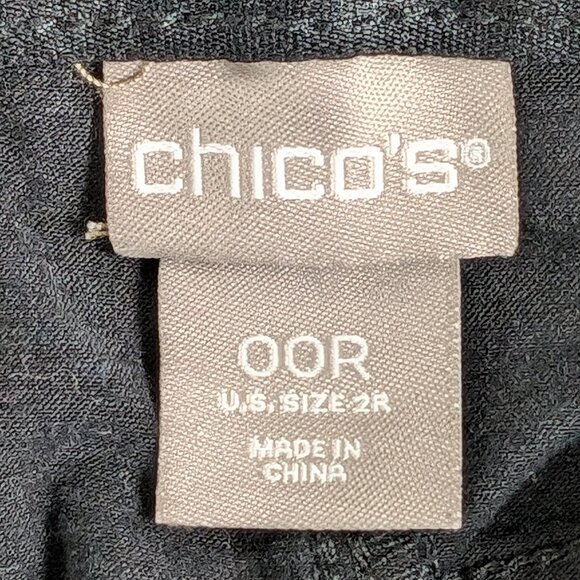 chico's®
OOR
U.S. SIZE 2R
MADE IN
CHINA